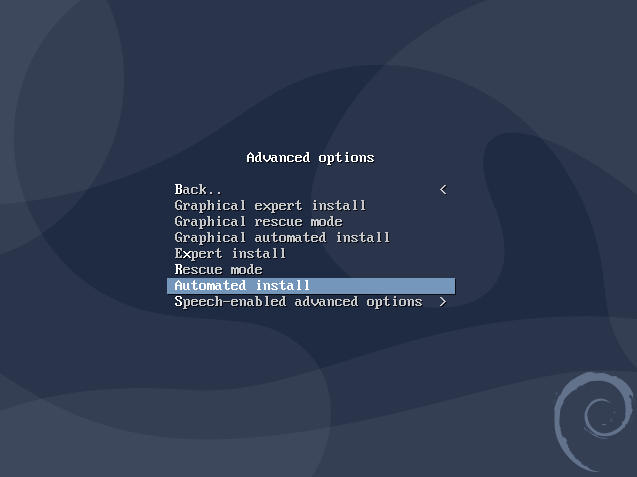 Advanced options
Back.. <
Graphical expert install
Graphical rescue mode
Graphical automated install
Expert install
Rescue mode
Automated install
Speech-enabled advanced options >